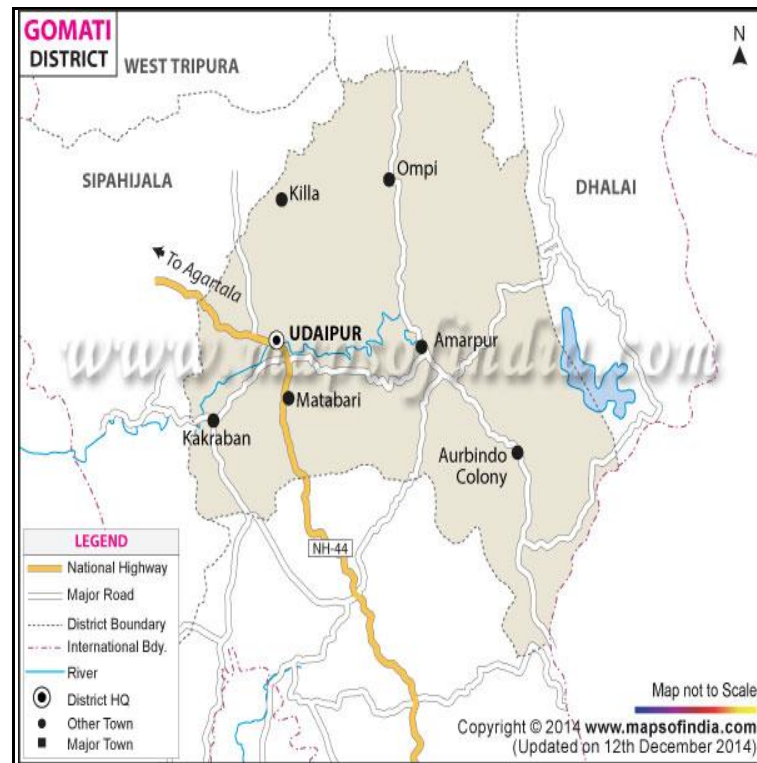 GOMATI
DISTRICT
N
WEST TRIPURA
SIPAHIJALA
DHALAI
Ompi
Killa
To Agartala
UDAIPUR
Amarpur
www.mapsofindia.com
Matabari
Kakraban
Aurbindo
Colony
NH-44
LEGEND
National Highway
Major Road
District Boundary
International Bdy.
River
District HQ
Other Town
Major Town
Map not to Scale
Copyright © 2014 www.mapsofindia.com
(Updated on 12th December 2014)